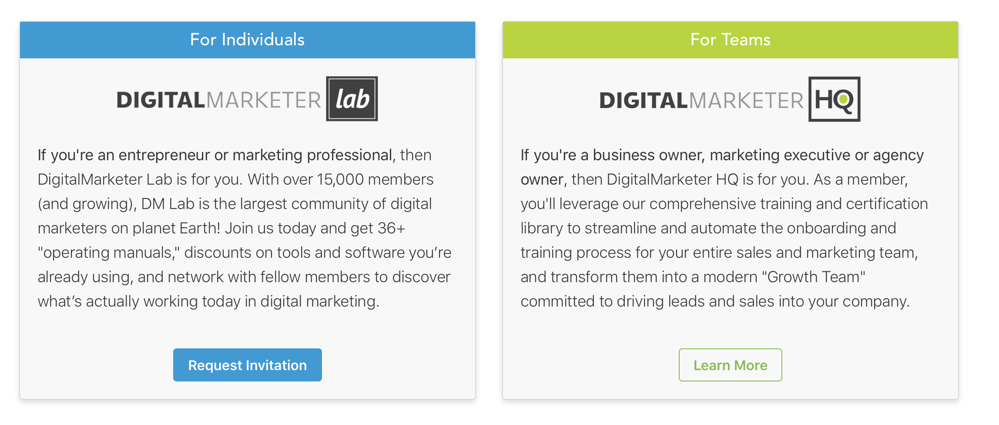 For Individuals
DIGITALMARKETER lab
If you're an entrepreneur or marketing professional, then
DigitalMarketer Lab is for you. With over 15,000 members
(and growing), DM Lab is the largest community of digital
marketers on planet Earth! Join us today and get 36+
"operating manuals," discounts on tools and software you’re
already using, and network with fellow members to discover
what’s actually working today in digital marketing.
Request Invitation
For Teams
DIGITALMARKETER HQ
If you're a business owner, marketing executive or agency
owner, then DigitalMarketer HQ is for you. As a member,
you'll leverage our comprehensive training and certification
library to streamline and automate the onboarding and
training process for your entire sales and marketing team,
and transform them into a modern "Growth Team"
committed to driving leads and sales into your company.
Learn More